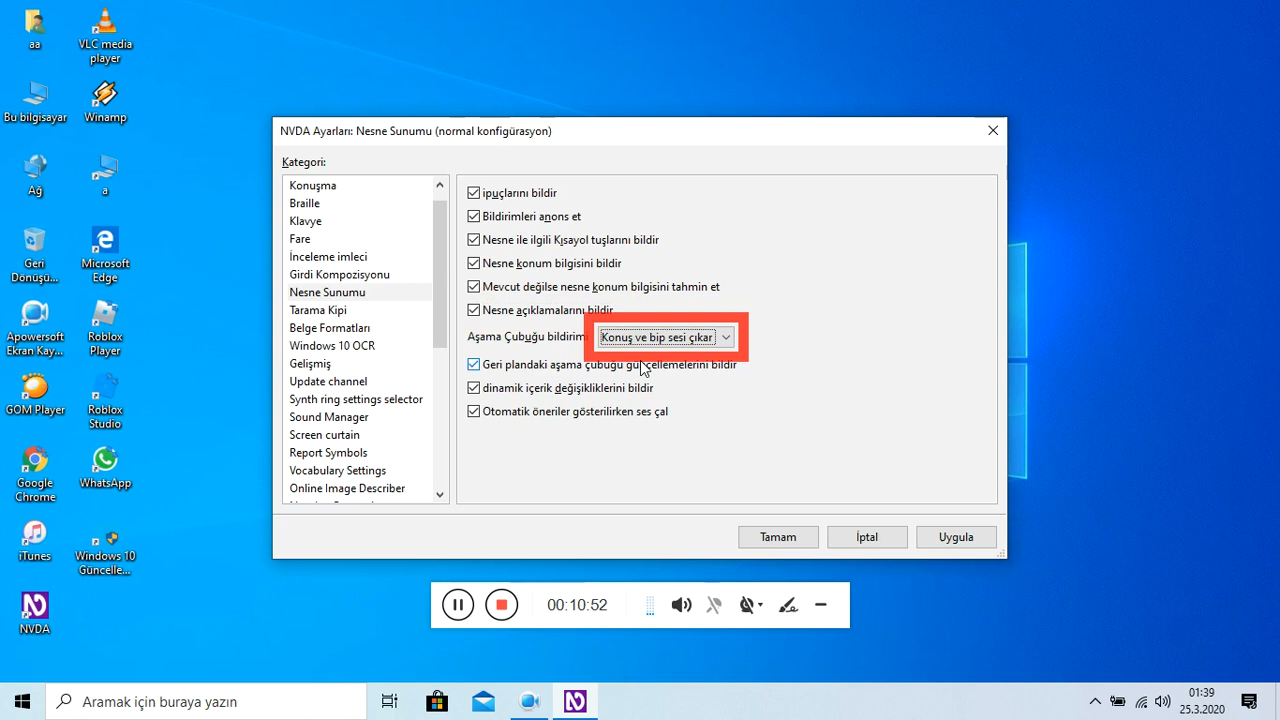 aa
VLC media
player
Bu bilgisayar
Winamp
Ağ
a
Geri
Dönüşü...
Microsoft
Edge
Apowersoft
Ekran Kay...
Roblox
Player
GOM Player
Roblox
Studio
Google
Chrome
WhatsApp
iTunes
Windows 10
Güncelle...
NVDA
NVDA Ayarları: Nesne Sunumu (normal konfigürasyon)
Kategori:
Konuşma
Braille
Klavye
Fare
İnceleme imleci
Girdi Kompozisyonu
Nesne Sunumu
Tarama Kipi
Belge Formatları
Windows 10 OCR
Gelişmiş
Update channel
Synth ring settings selector
Sound Manager
Screen curtain
Report Symbols
Vocabulary Settings
Online Image Describer
ipuçlarını bildir
Bildirimleri anons et
Nesne ile ilgili Kısayol tuşlarını bildir
Nesne konum bilgisini bildir
Mevcut değilse nesne konum bilgisini tahmin et
Nesne açıklamalarını bildir
Aşama Çubuğu bildirim
Konuş ve bip sesi çıkar
Geri plandaki aşama çubuğu güncellemelerini bildir
dinamik içerik değişikliklerini bildir
Otomatik öneriler gösterilirken ses çal
Tamam
İptal
Uygula
00:10:52
Aramak için buraya yazın
01:39
25.3.2020